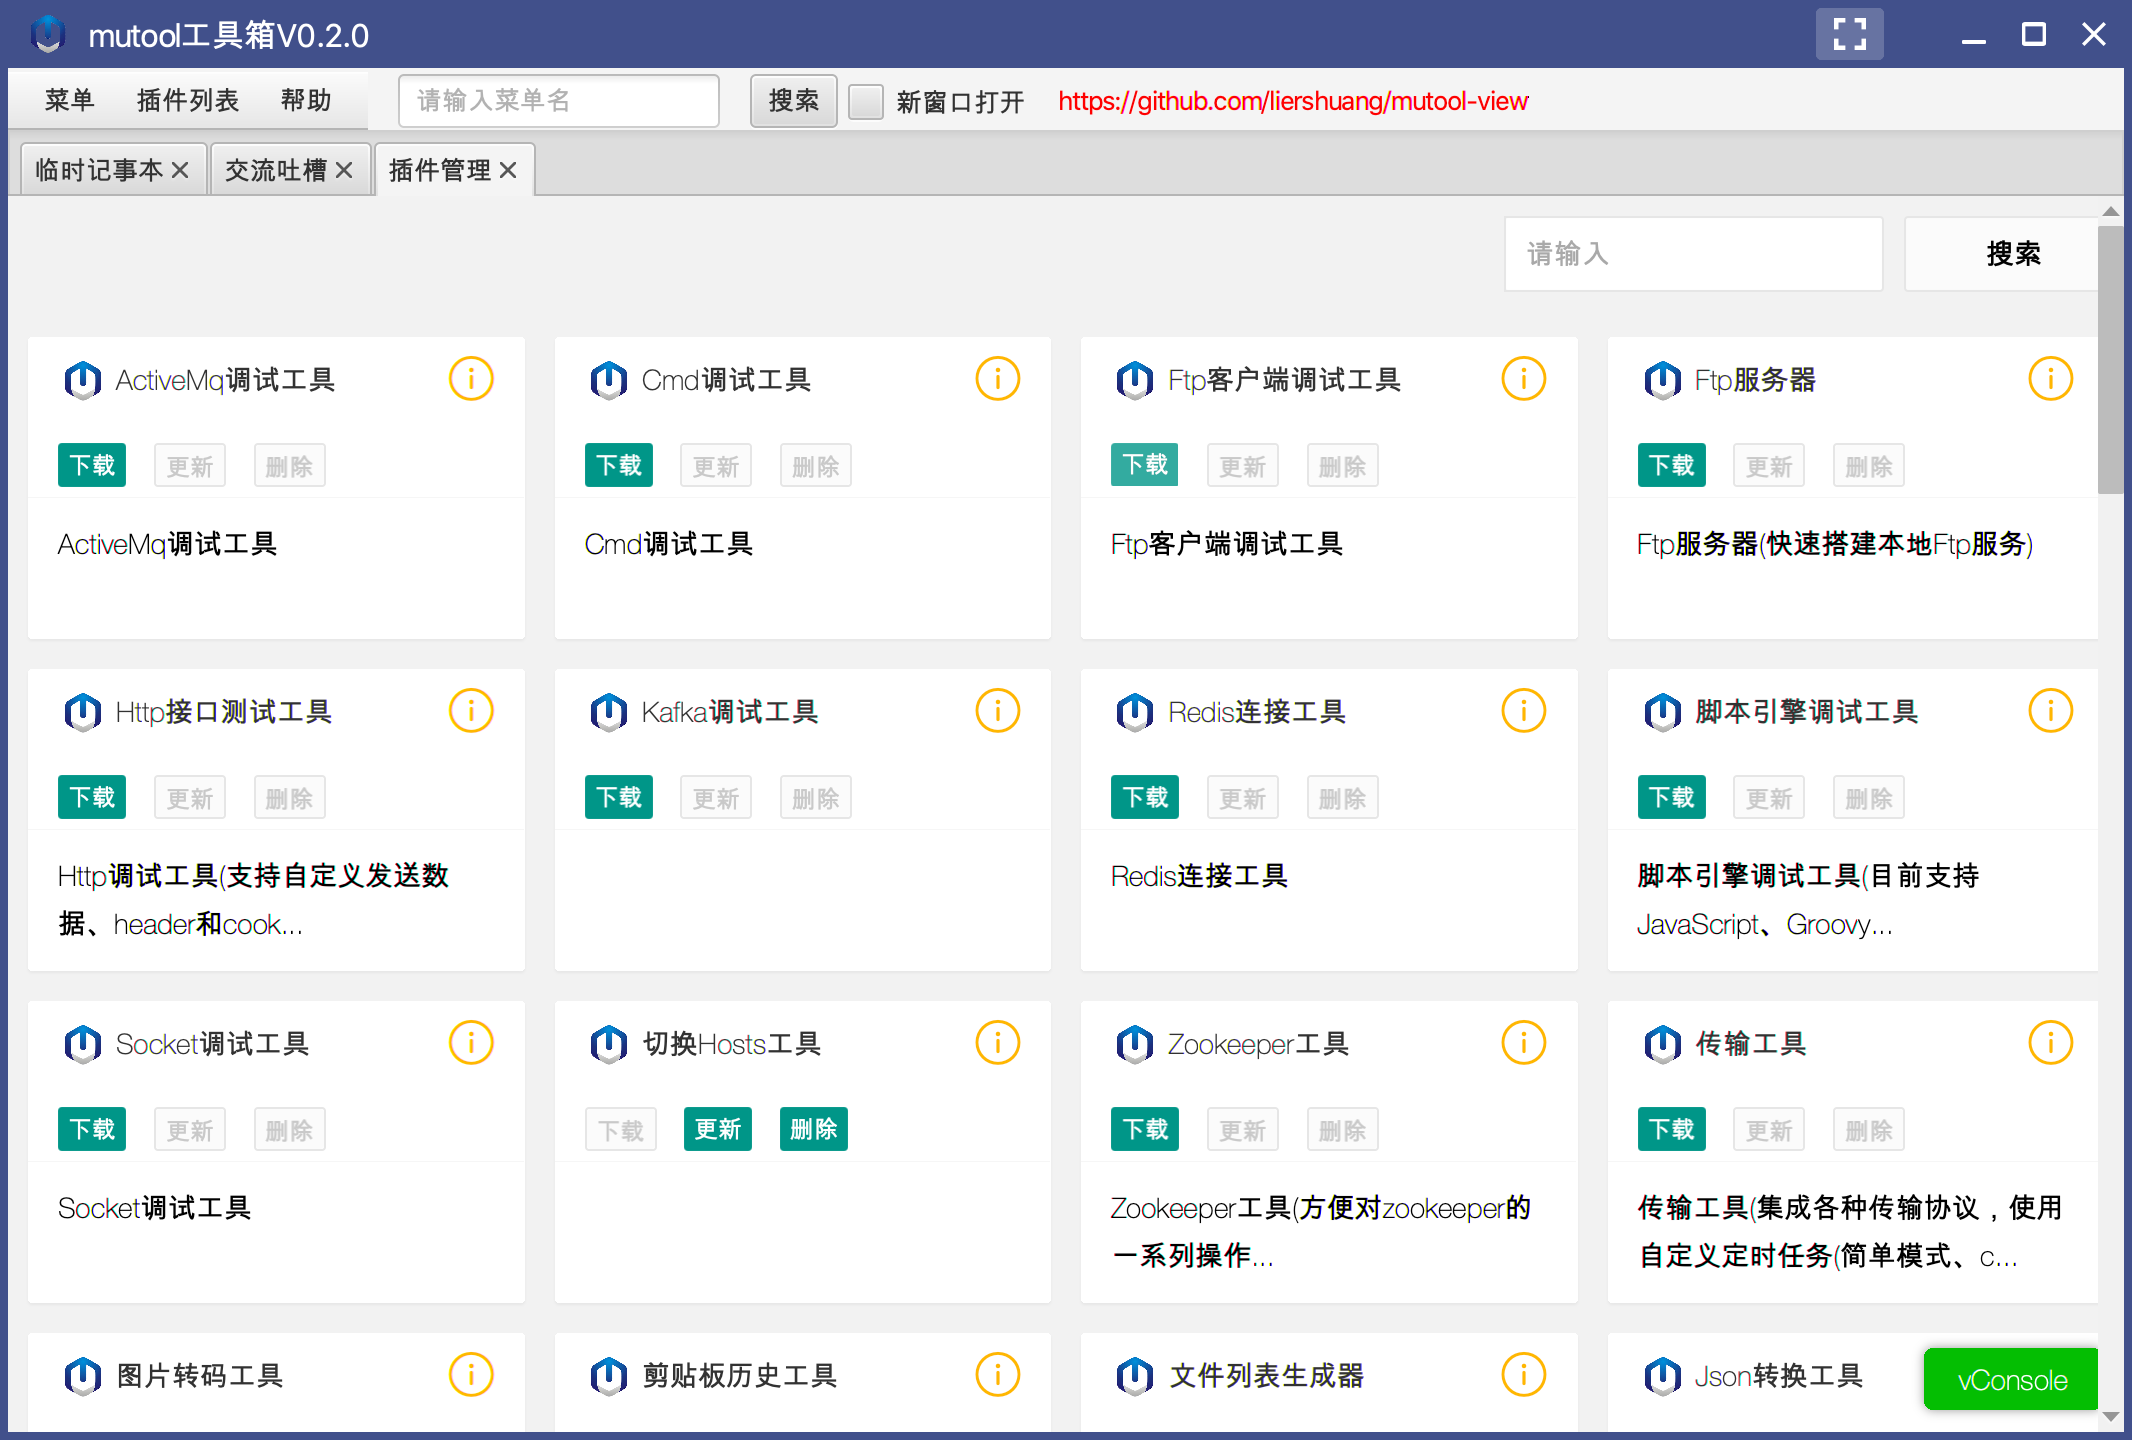 mutool工具箱V0.2.0
菜单 插件列表 帮助 请输入菜单名 搜索 新窗口打开 https://github.com/liershuang/mutool-view
临时记事本 交流吐槽 插件管理
请输入 搜索
ActiveMq调试工具 Cmd调试工具 Ftp客户端调试工具 Ftp服务器
下载 更新 删除 下载 更新 删除 下载 更新 删除 下载 更新 删除
ActiveMq调试工具 Cmd调试工具 Ftp客户端调试工具 Ftp服务器(快速搭建本地Ftp服务)
Http接口测试工具 Kafka调试工具 Redis连接工具 脚本引擎调试工具
下载 更新 删除 下载 更新 删除 下载 更新 删除 下载 更新 删除
Http调试工具(支持自定义发送数 Redis连接工具 脚本引擎调试工具(目前支持
据、header和cook... JavaScript、Groovy...
Socket调试工具 切换Hosts工具 Zookeeper工具 传输工具
下载 更新 删除 下载 更新 删除 下载 更新 删除 下载 更新 删除
Socket调试工具 Zookeeper工具(方便对zookeeper的 传输工具(集成各种传输协议，使用
一系列操作... 自定义定时任务(简单模式、c...
图片转码工具 剪贴板历史工具 文件列表生成器 Json转换工具
vConsole